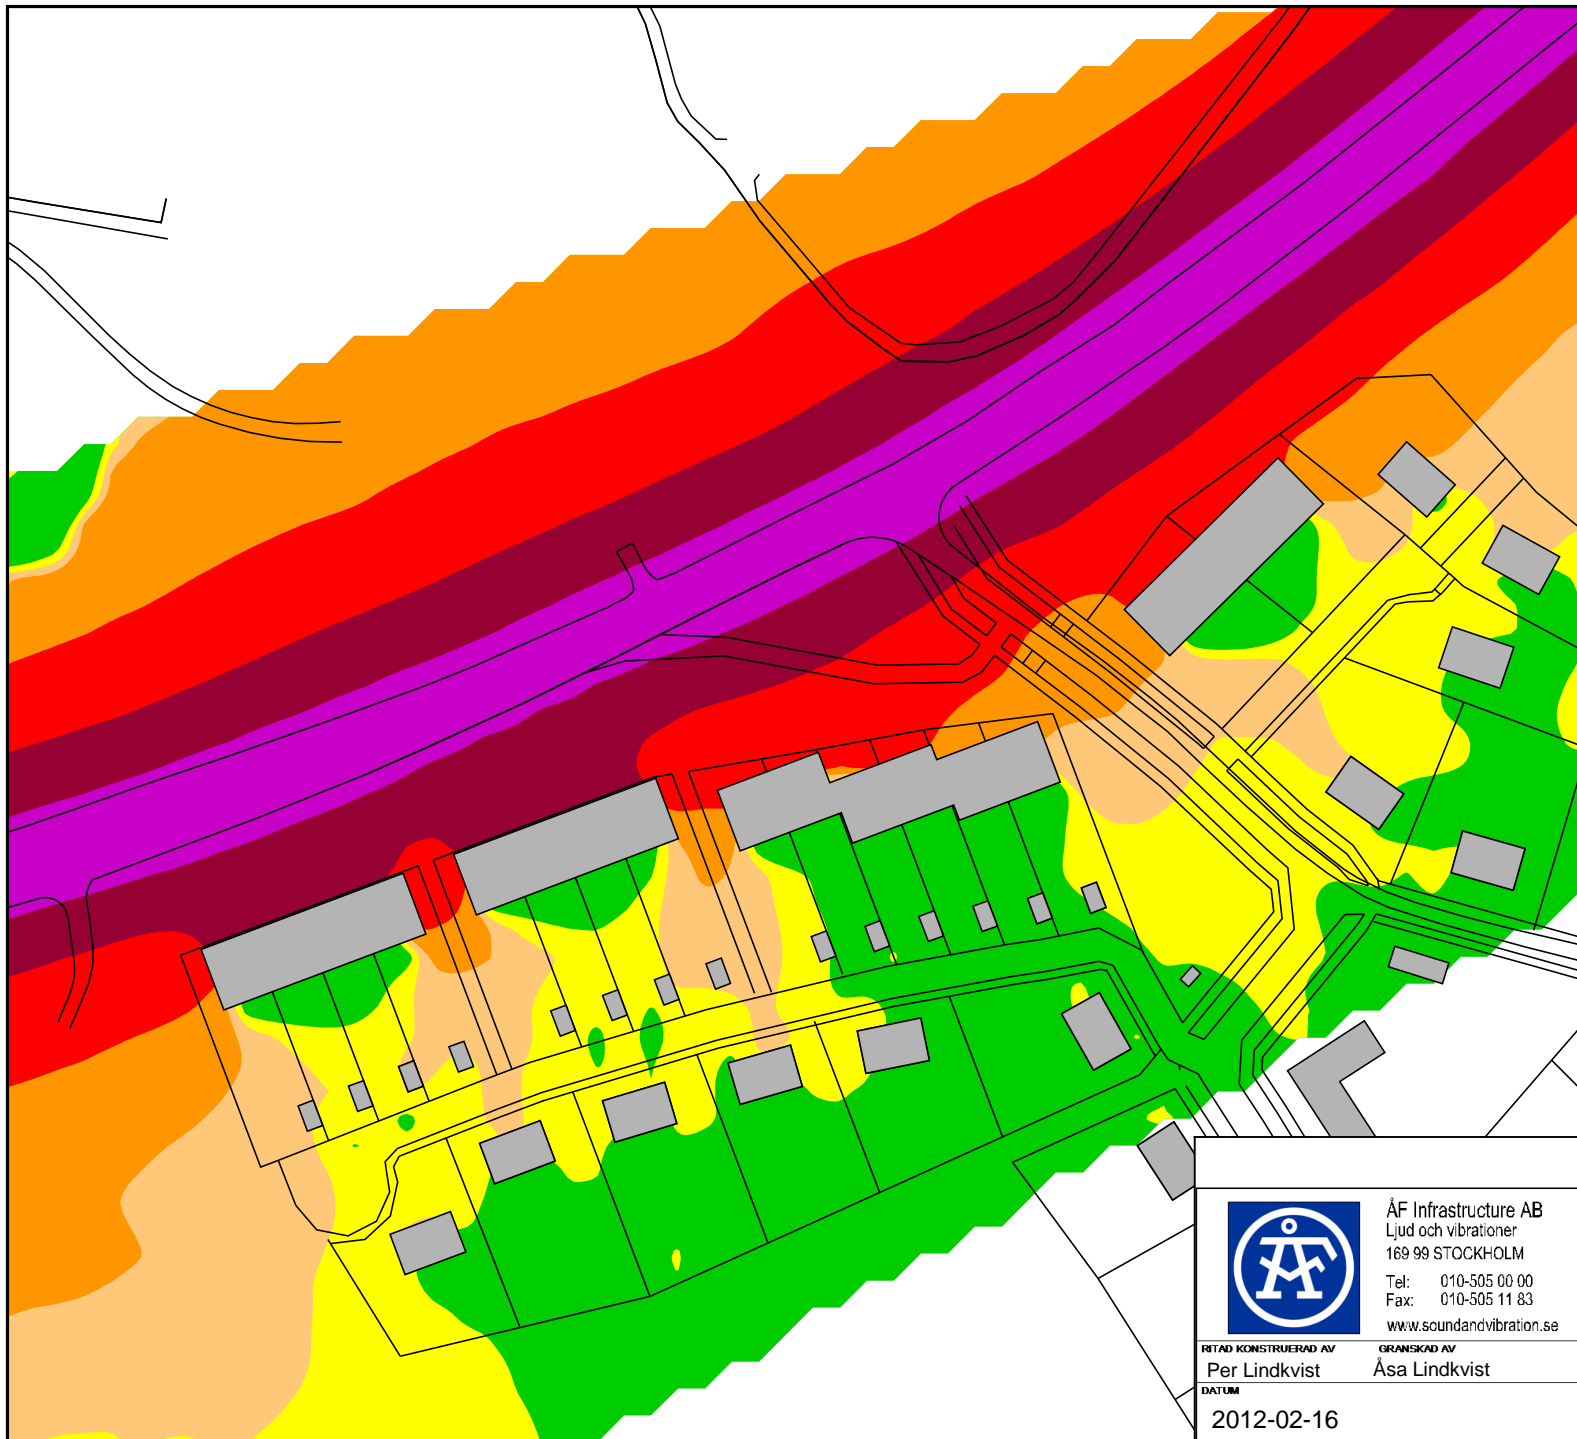 ÅF Infrastructure AB
Ljud och vibrationer
169 99 STOCKHOLM
Tel: 010-505 00 00
Fax: 010-505 11 83
www.soundandvibration.se
RITAD KONSTRUERAD AV GRANSKAD AV
Per Lindkvist Åsa Lindkvist
DATUM
2012-02-16